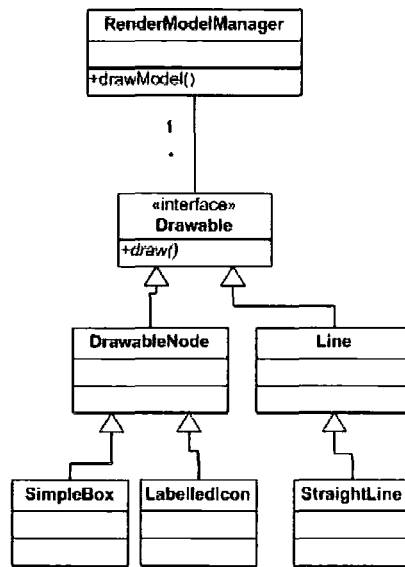 RenderModelManager
+drawModel()
1
*
«interface»
Drawable
+draw()
DrawableNode
Line
SimpleBox
LabelledIcon
StraightLine